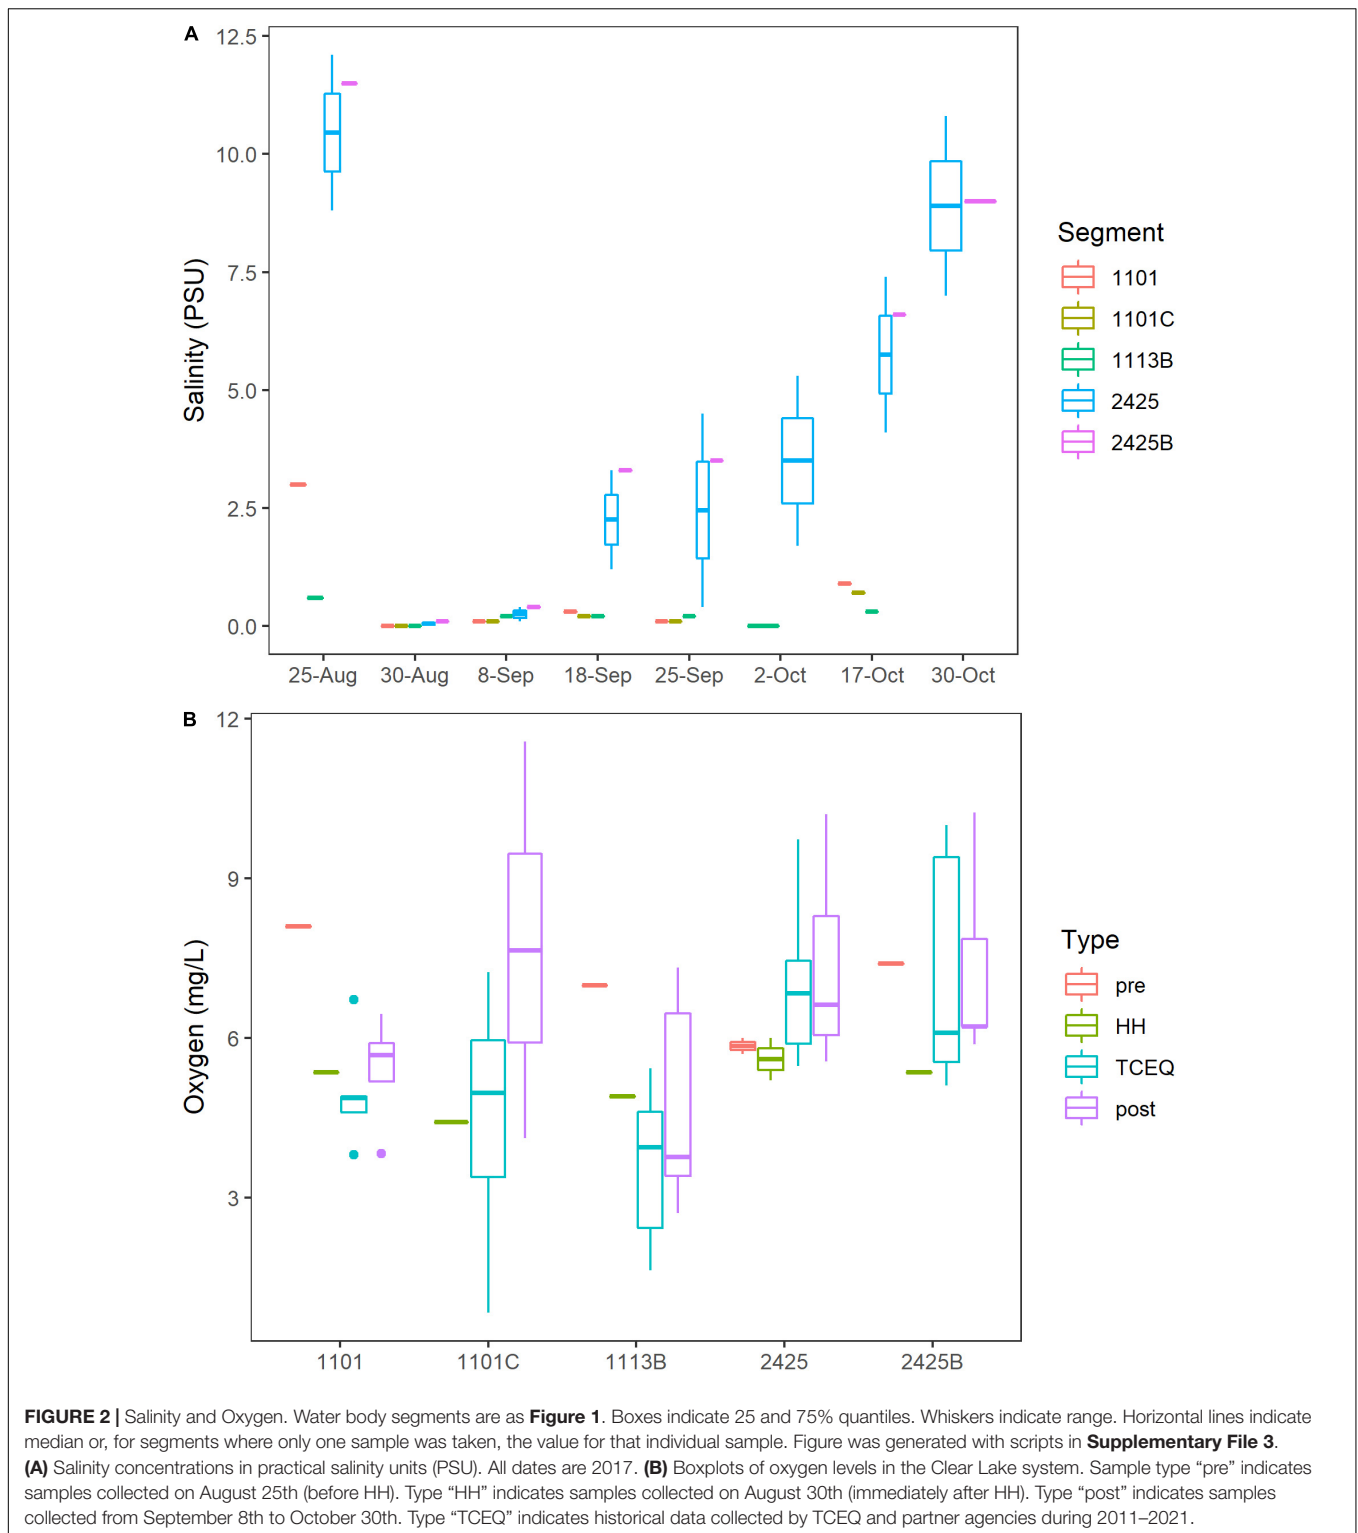 A
12.5
10.0
7.5
5.0
2.5
0.0
Salinity (PSU)
25-Aug 30-Aug 8-Sep 18-Sep 25-Sep 2-Oct 17-Oct 30-Oct
Segment
1101
1101C
1113B
2425
2425B
B
12
9
6
3
Oxygen (mg/L)
1101 1101C 1113B 2425 2425B
Type
pre
HH
TCEQ
post
FIGURE 2 | Salinity and Oxygen. Water body segments are as Figure 1. Boxes indicate 25 and 75% quantiles. Whiskers indicate range. Horizontal lines indicate
median or, for segments where only one sample was taken, the value for that individual sample. Figure was generated with scripts in Supplementary File 3.
(A) Salinity concentrations in practical salinity units (PSU). All dates are 2017. (B) Boxplots of oxygen levels in the Clear Lake system. Sample type “pre” indicates
samples collected on August 25th (before HH). Type “HH” indicates samples collected on August 30th (immediately after HH). Type “post” indicates samples
collected from September 8th to October 30th. Type “TCEQ” indicates historical data collected by TCEQ and partner agencies during 2011–2021.